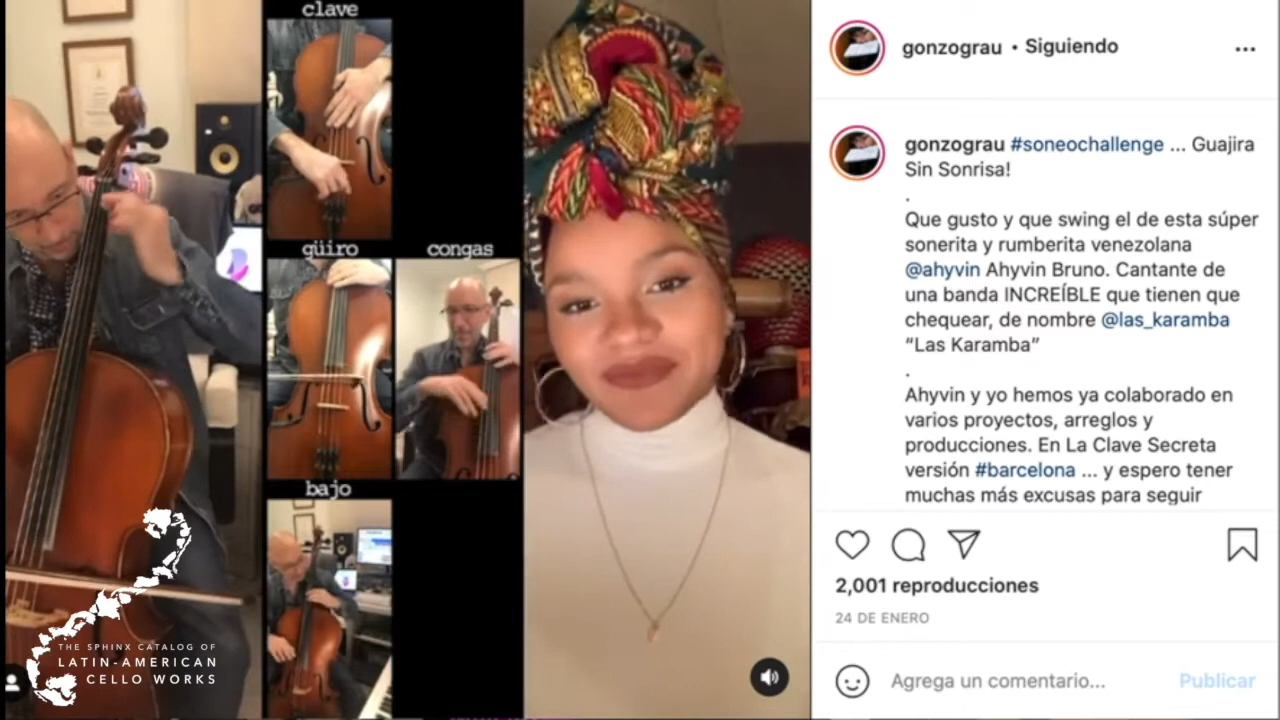 clave
güiro
congas
bajo
THE SPHINX CATALOG OF
LATIN-AMERICAN
CELLO WORKS
gonzograu • Siguiendo
gonzograu #soneochallenge ... Guajira
Sin Sonrisa!
.
Que gusto y que swing el de esta súper
sonerita y rumberita venezolana
@ahyvin Ahyvin Bruno. Cantante de
una banda INCREÍBLE que tienen que
chequear, de nombre @las_karamba
“Las Karamba”
.
Ahyvin y yo hemos ya colaborado en
varios proyectos, arreglos y
producciones. En La Clave Secreta
versión #barcelona ... y espero tener
muchas más excusas para seguir
2,001 reproducciones
24 DE ENERO
Agrega un comentario...
Publicar